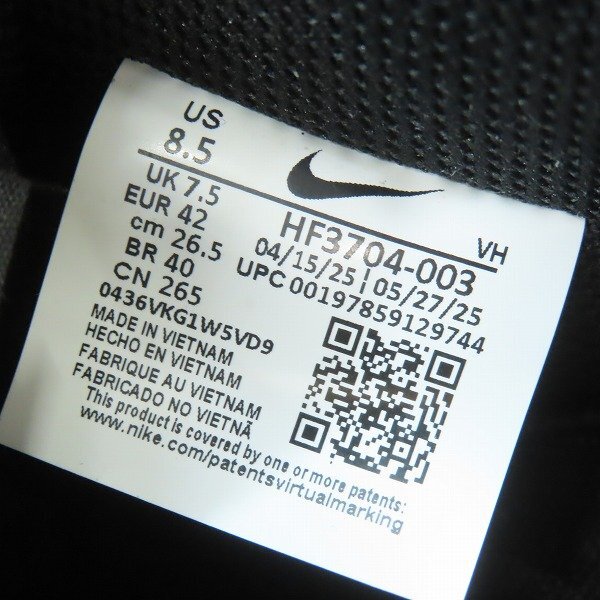 US
8.5
UK 7.5
EUR 42
cm 26.5
BR 40
CN 265
VH
HF3704-003
04/15/25 | 05/27/25
UPC 00197859129744
0436VKG1W5VD9
MADE IN VIETNAM
HECHO EN VIETNAM
FABRIQUE AU VIETNAM
FABRICADO NO VIETNÃ
This product is covered by one or more patents:
www.nike.com/patentsvirtualmarking